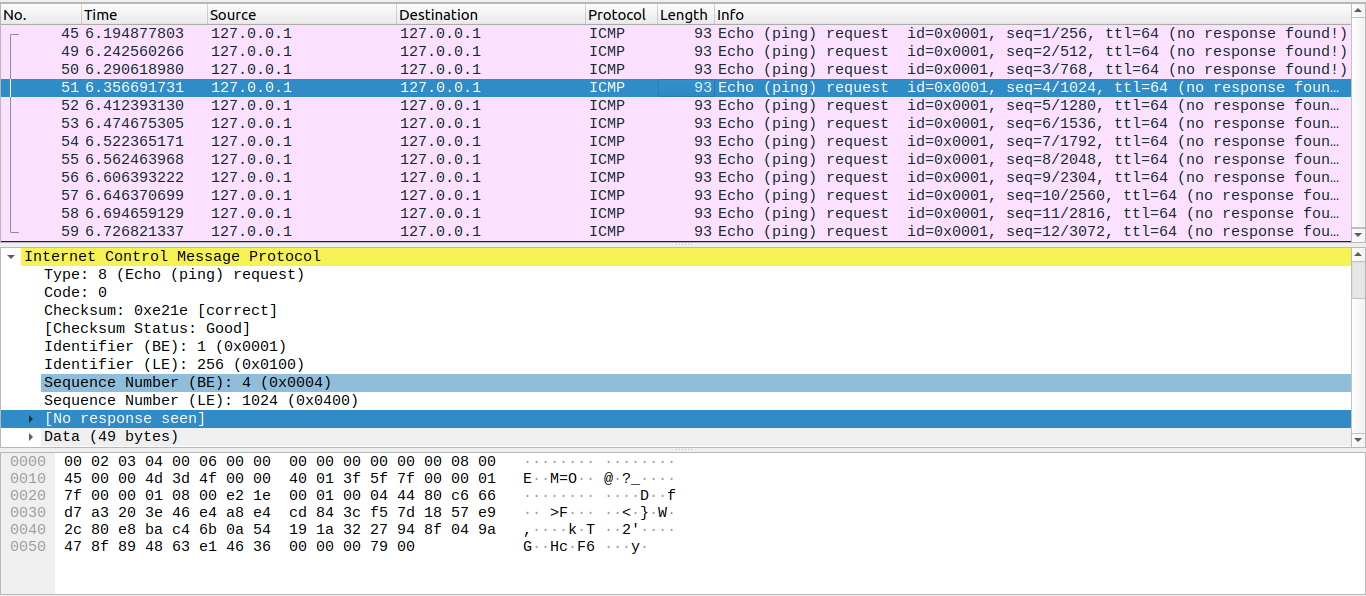 No. Time Source Destination Protocol Length Info
45 6.194877803 127.0.0.1 127.0.0.1 ICMP 93 Echo (ping) request id=0x0001, seq=1/256, ttl=64 (no response found!)
49 6.242560266 127.0.0.1 127.0.0.1 ICMP 93 Echo (ping) request id=0x0001, seq=2/512, ttl=64 (no response found!)
50 6.290618980 127.0.0.1 127.0.0.1 ICMP 93 Echo (ping) request id=0x0001, seq=3/768, ttl=64 (no response found!)
51 6.356691731 127.0.0.1 127.0.0.1 ICMP 93 Echo (ping) request id=0x0001, seq=4/1024, ttl=64 (no response foun…
52 6.412393130 127.0.0.1 127.0.0.1 ICMP 93 Echo (ping) request id=0x0001, seq=5/1280, ttl=64 (no response foun…
53 6.474675305 127.0.0.1 127.0.0.1 ICMP 93 Echo (ping) request id=0x0001, seq=6/1536, ttl=64 (no response foun…
54 6.522365171 127.0.0.1 127.0.0.1 ICMP 93 Echo (ping) request id=0x0001, seq=7/1792, ttl=64 (no response foun…
55 6.562463968 127.0.0.1 127.0.0.1 ICMP 93 Echo (ping) request id=0x0001, seq=8/2048, ttl=64 (no response foun…
56 6.606393222 127.0.0.1 127.0.0.1 ICMP 93 Echo (ping) request id=0x0001, seq=9/2304, ttl=64 (no response foun…
57 6.646370699 127.0.0.1 127.0.0.1 ICMP 93 Echo (ping) request id=0x0001, seq=10/2560, ttl=64 (no response fou…
58 6.694659129 127.0.0.1 127.0.0.1 ICMP 93 Echo (ping) request id=0x0001, seq=11/2816, ttl=64 (no response fou…
59 6.726821337 127.0.0.1 127.0.0.1 ICMP 93 Echo (ping) request id=0x0001, seq=12/3072, ttl=64 (no response fou…
Internet Control Message Protocol
Type: 8 (Echo (ping) request)
Code: 0
Checksum: 0xe21e [correct]
[Checksum Status: Good]
Identifier (BE): 1 (0x0001)
Identifier (LE): 256 (0x0100)
Sequence Number (BE): 4 (0x0004)
Sequence Number (LE): 1024 (0x0400)
[No response seen]
Data (49 bytes)
0000 00 02 03 04 00 06 00 00 00 00 00 00 00 00 08 00 ········ ········
0010 45 00 00 4d 3d 4f 00 00 40 01 3f 5f 7f 00 00 01 E··M=O·· @·?_····
0020 7f 00 00 01 08 00 e2 1e 00 01 00 04 44 80 c6 66 ········ ····D··f
0030 d7 a3 20 3e 46 e4 a8 e4 cd 84 3c f5 7d 18 57 e9 ·· >F··· ··<·}·W·
0040 2c 80 e8 ba c4 6b 0a 54 19 1a 32 27 94 8f 04 9a ,····k·T ··2'····
0050 47 8f 89 48 63 e1 46 36 00 00 00 79 00 G··Hc·F6 ···y·